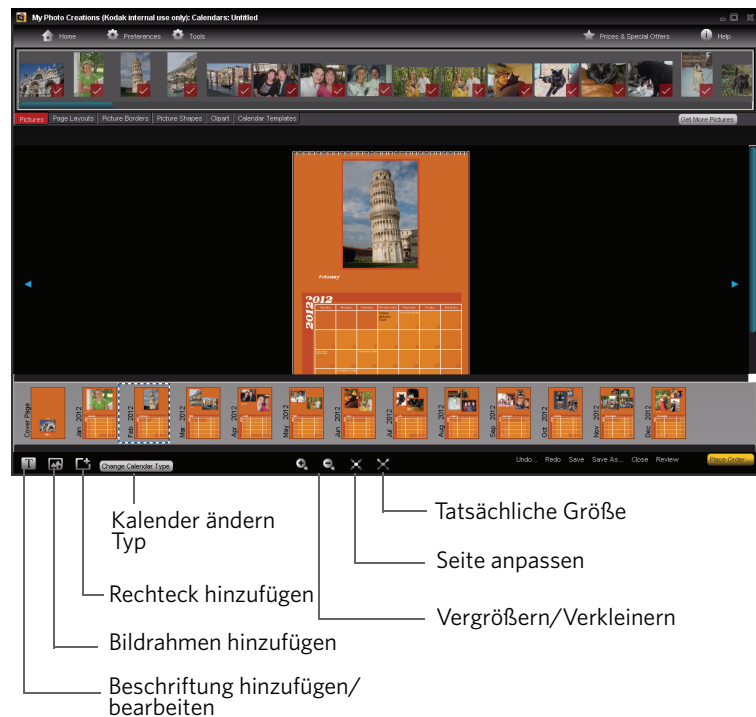 My Photo Creations (Kodak internal use only): Calendars: Untitled
Home Preferences Tools Prices & Special Offers Help
Pictures Page Layouts Picture Borders Picture Shapes Clipart Calendar Templates Get More Pictures
February
2012
2012
Cover Page
Jan 2012
Feb 2012
Mar 2012
Apr 2012
May 2012
Jun 2012
Jul 2012
Aug 2012
Sep 2012
Oct 2012
Nov 2012
Dec 2012
T Change Calendar Type Undo... Redo Save Save As... Close Review Place Order...
Kalender ändern
Typ
Tatsächliche Größe
Seite anpassen
Rechteck hinzufügen
Vergrößern/Verkleinern
Bildrahmen hinzufügen
Beschriftung hinzufügen/
bearbeiten